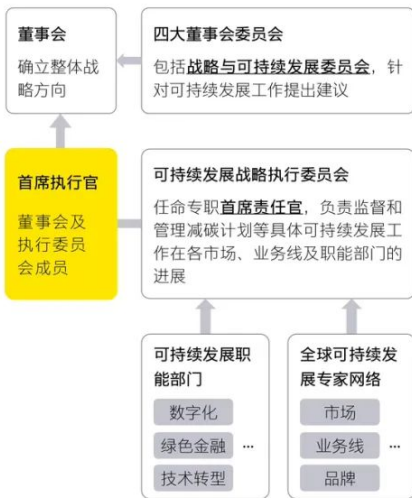 董事会
确立整体战
略方向
四大董事会委员会
包括战略与可持续发展委员会，针
对可持续发展工作提出建议
首席执行官
董事会及
执行委员
会成员
可持续发展战略执行委员会
任命专职首席责任官，负责监督和
管理减碳计划等具体可持续发展工
作在各市场、业务线及职能部门的
进展
可持续发展职
能部门
数字化
绿色金融 ...
技术转型
全球可持续发
展专家网络
市场
业务线 ...
品牌